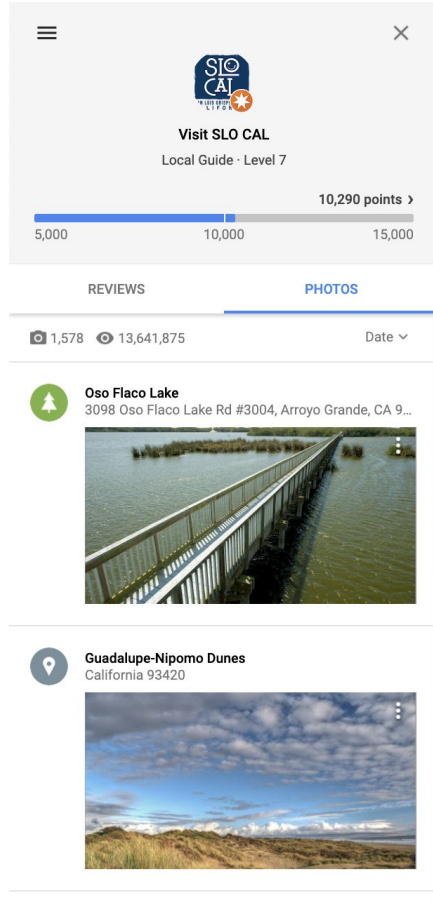 SLO
CAL
Visit SLO CAL
Local Guide · Level 7
10,290 points ›
5,000 10,000 15,000
REVIEWS PHOTOS
1,578 13,641,875 Date
Oso Flaco Lake
3098 Oso Flaco Lake Rd #3004, Arroyo Grande, CA 9...
Guadalupe-Nipomo Dunes
California 93420